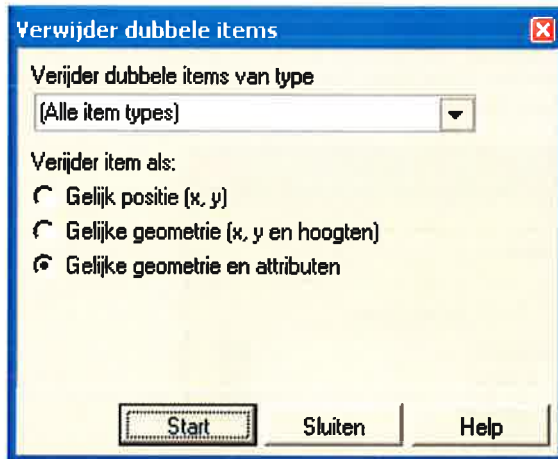 Verwijder dubbele items
Verijder dubbele items van type
(Alle item types)
Verijder item als:
Gelijk positie (x, y)
Gelijke geometrie (x, y en hoogten)
Gelijke geometrie en attributen
Start Sluiten Help